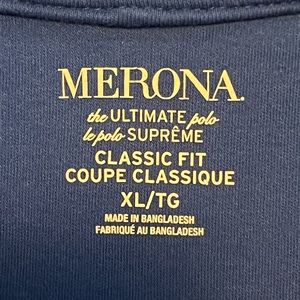 MERONA.
the ULTIMATE polo
le polo SUPRÊME
CLASSIC FIT
COUPE CLASSIQUE
XL/TG
MADE IN BANGLADESH
FABRIQUÉ AU BANGLADESH